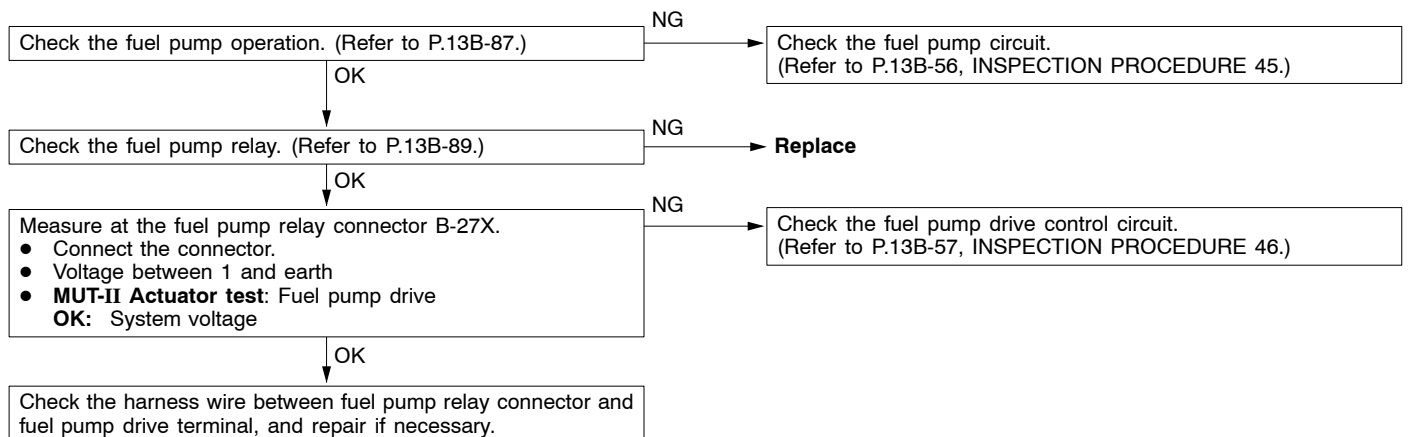 Check the fuel pump operation. (Refer to P.13B-87.)
NG
Check the fuel pump circuit.
(Refer to P.13B-56, INSPECTION PROCEDURE 45.)
OK
Check the fuel pump relay. (Refer to P.13B-89.)
NG
Replace
OK
Measure at the fuel pump relay connector B-27X.
● Connect the connector.
● Voltage between 1 and earth
● MUT-II Actuator test: Fuel pump drive
OK: System voltage
NG
Check the fuel pump drive control circuit.
(Refer to P.13B-57, INSPECTION PROCEDURE 46.)
OK
Check the harness wire between fuel pump relay connector and
fuel pump drive terminal, and repair if necessary.